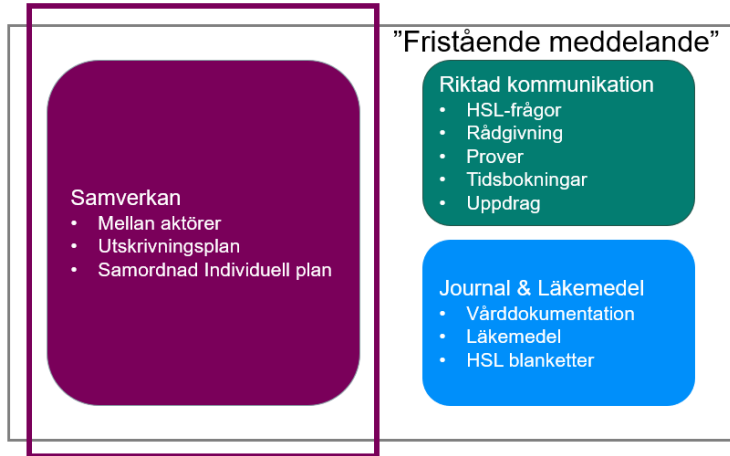 ”Fristående meddelande”
Samverkan
• Mellan aktörer
• Utskrivningsplan
• Samordnad Individuell plan
Riktad kommunikation
• HSL-frågor
• Rådgivning
• Prover
• Tidsbokningar
• Uppdrag
Journal & Läkemedel
• Vårddokumentation
• Läkemedel
• HSL blanketter